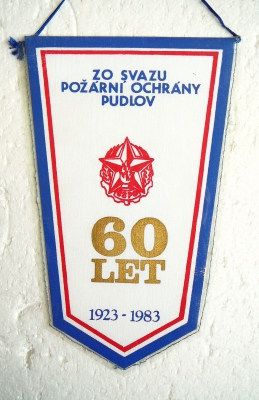 ZO SVAZU
POŽÁRNÍ OCHRÁNY
PUDLOV
60
LET
1923-1983